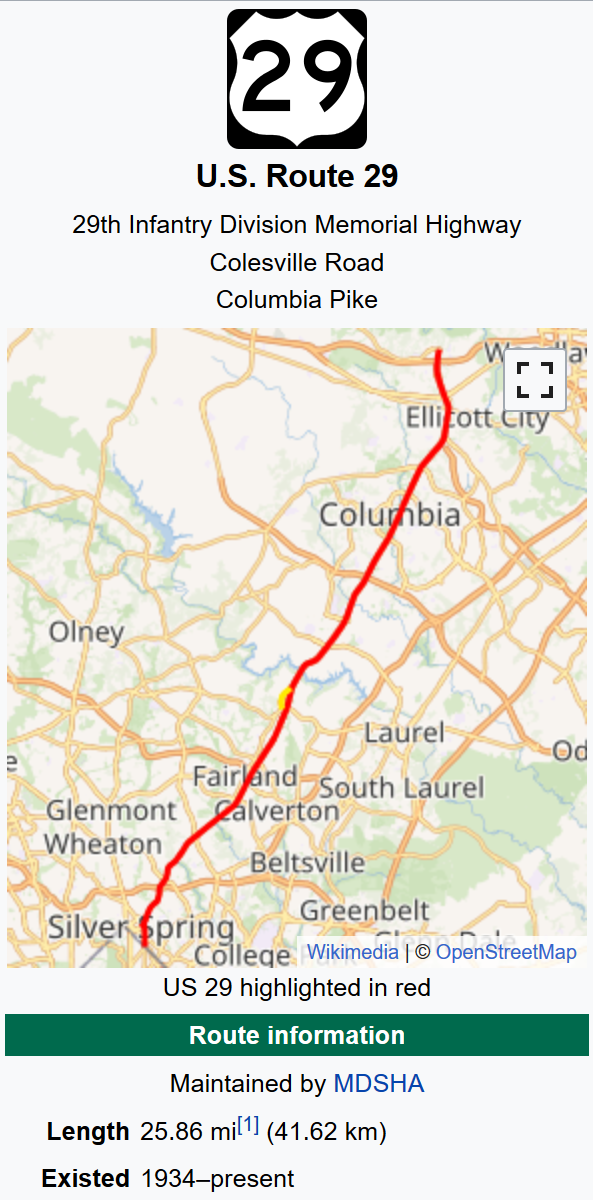 29
U.S. Route 29
29th Infantry Division Memorial Highway
Colesville Road
Columbia Pike
Ellicott City
Columbia
Olney
Laurel
Od
e
Fairland
South Laurel
Glenmont
Calverton
Wheaton
Beltsville
Greenbelt
Silver Spring
College
Wikimedia | © OpenStreetMap
US 29 highlighted in red
Route information
Maintained by MDSHA
Length 25.86 mi[1] (41.62 km)
Existed 1934–present